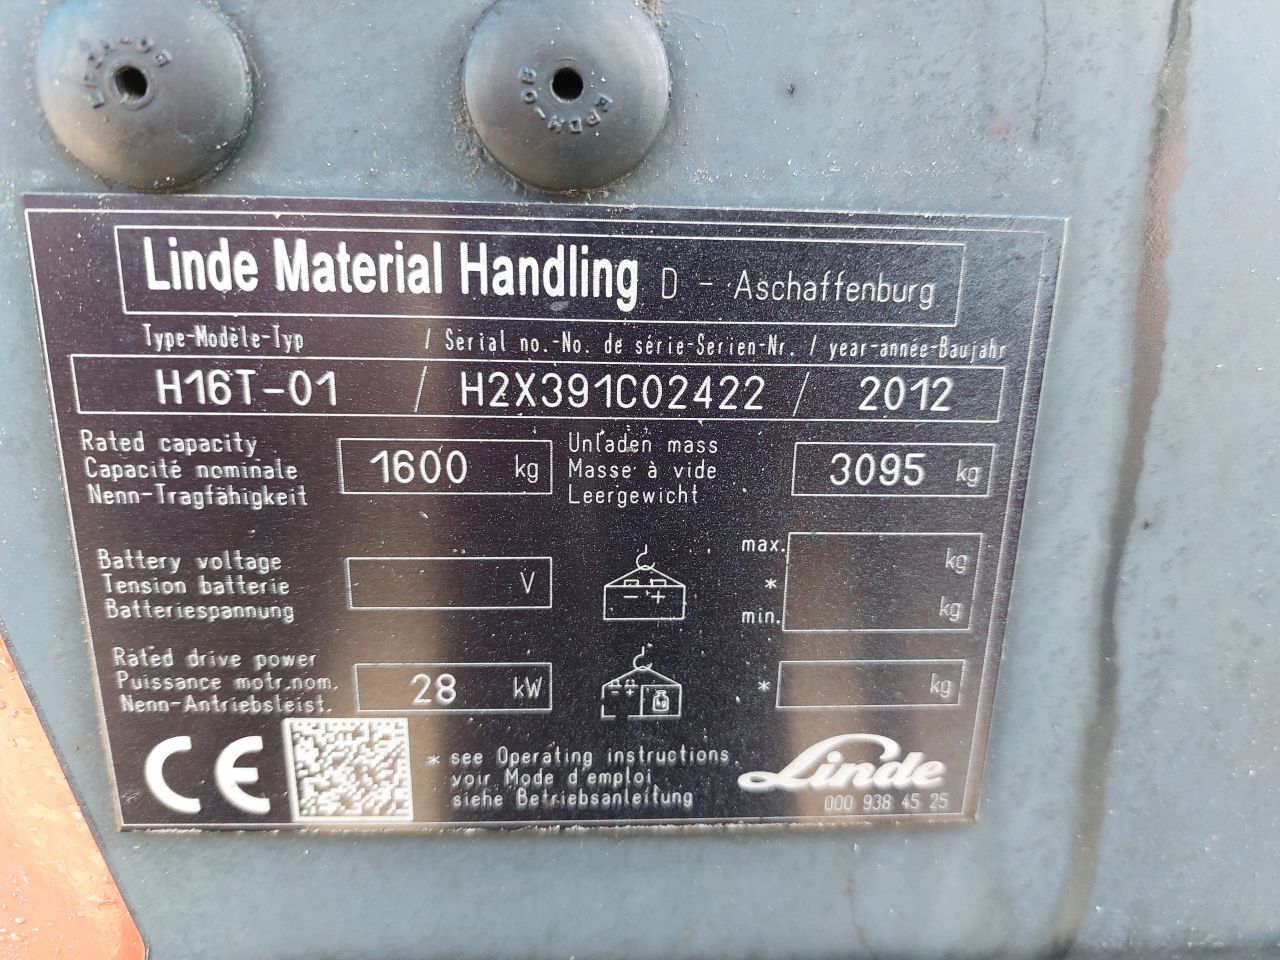 Linde Material Handling D - Aschaffenburg
Type-Modèle-Typ / Serial no.-No. de série-Serien-Nr. / year-année-Baujahr
H16T-01 / H2X391C02422 / 2012
Rated capacity
Capacité nominale
Nenn-Tragfähigkeit
1600 kg
Unladen mass
Masse à vide
Leergewicht
3095 kg
Battery voltage
Tension batterie
Batteriespannung
V
- +
max. kg
*
min. kg
Rated drive power
Puissance motr.nom.
Nenn-Antriebsleist.
28 kW
- +
kg
* kg
CE
* see Operating instructions
voir Mode d'emploi
siehe Betriebsanleitung
Linde
000 938 45 25